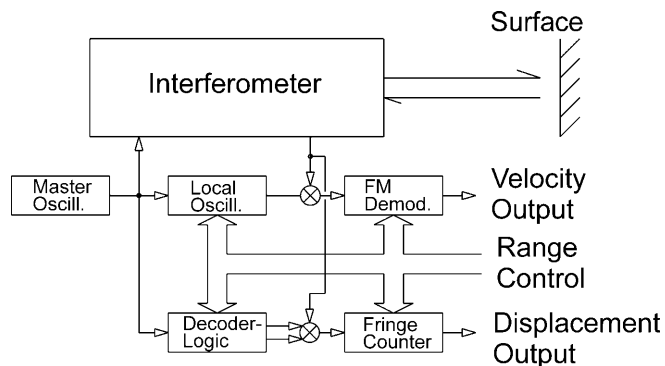 Surface
Interferometer
Master
Oscill.
Local
Oscill.
FM
Demod.
Velocity
Output
Range
Control
Decoder-
Logic
Fringe
Counter
Displacement
Output